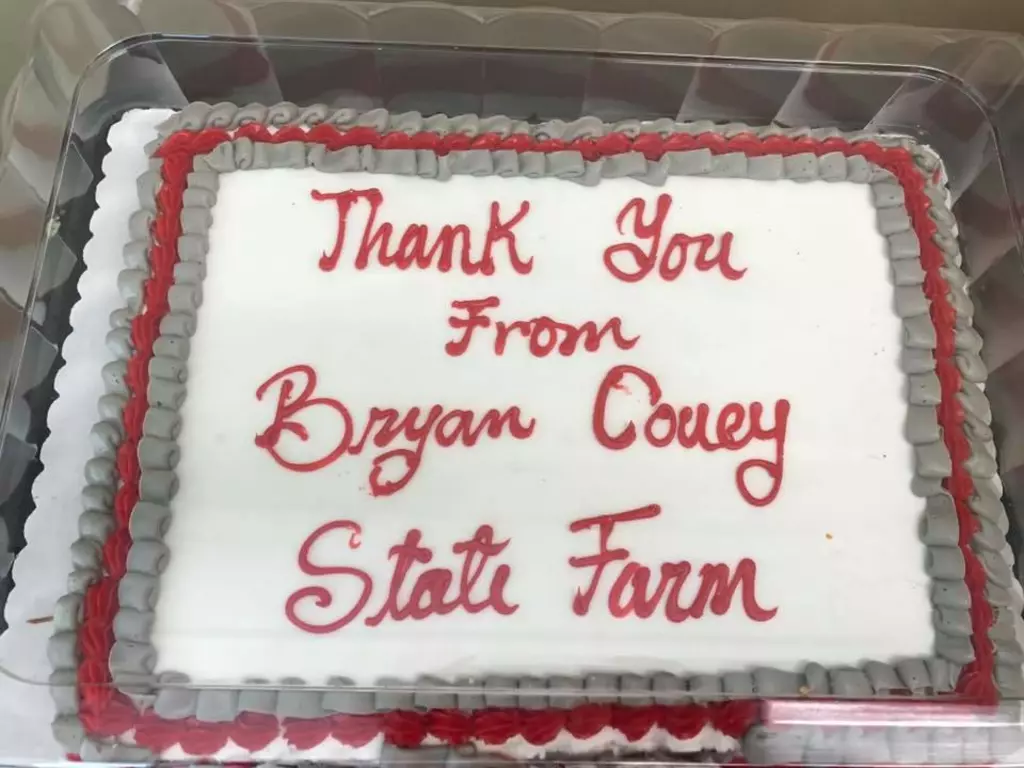 Thank You
From
Bryan Couey
State Farm